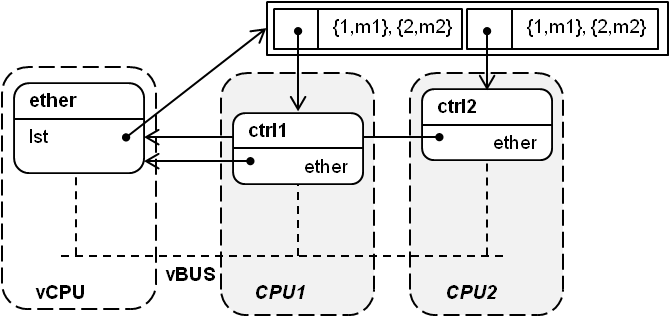 {1,m1}, {2,m2} {1,m1}, {2,m2}
ether
lst
ctrl1
ether
ctrl2
ether
vBUS
vCPU
CPU1
CPU2